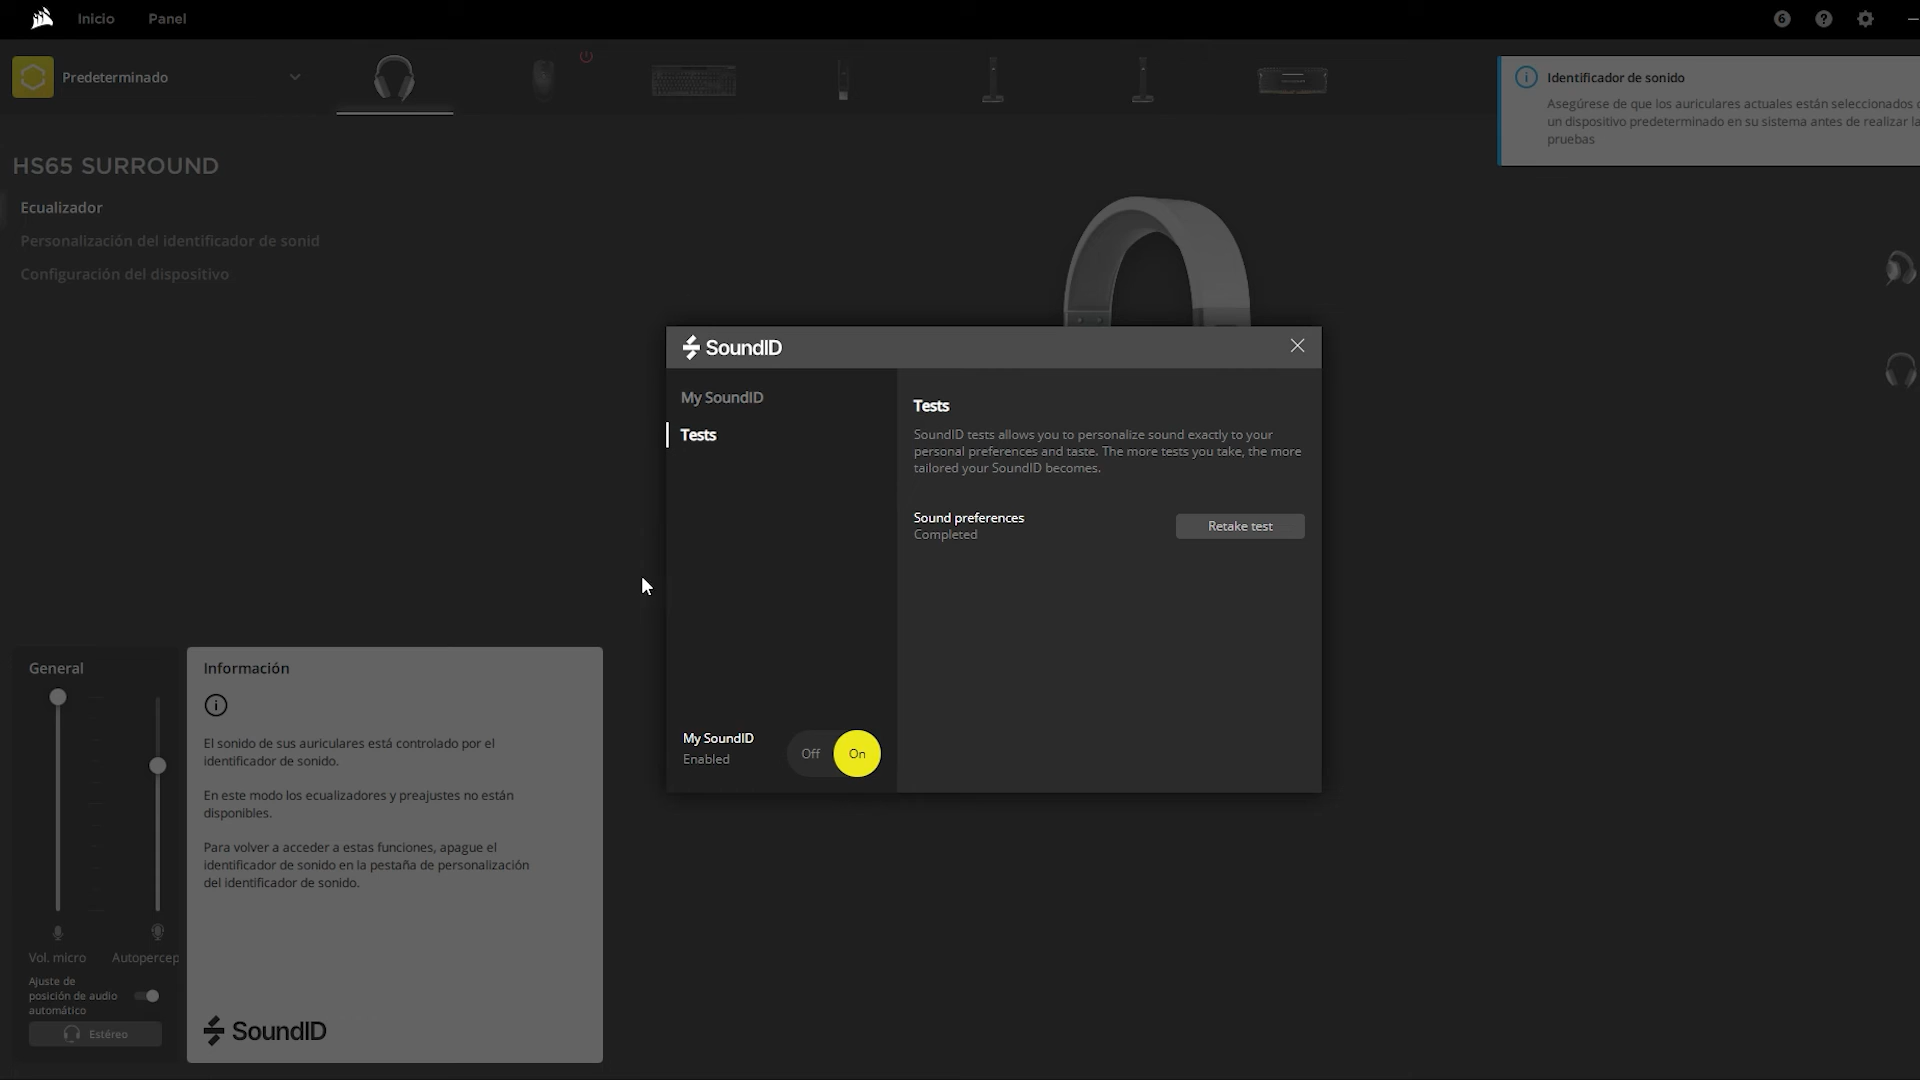 Inicio
Panel
6
Predeterminado
Identificador de sonido
Asegúrese de que los auriculares actuales están seleccionados
un dispositivo predeterminado en su sistema antes de realizar la
pruebas
HS65 SURROUND
Ecualizador
Personalización del identificador de sonid
Configuración del dispositivo
SoundID
My SoundID
Tests
Tests
SoundID tests allows you to personalize sound exactly to your
personal preferences and taste. The more tests you take, the more
tailored your SoundID becomes.
Sound preferences
Completed
Retake test
My SoundID
Enabled
Off
On
General
Vol. micro
Autopercep
Ajuste de
posición de audio
automático
Estéreo
Información
El sonido de sus auriculares está controlado por el
identificador de sonido.
En este modo los ecualizadores y preajustes no están
disponibles.
Para volver a acceder a estas funciones, apague el
identificador de sonido en la pestaña de personalización
del identificador de sonido.
SoundID